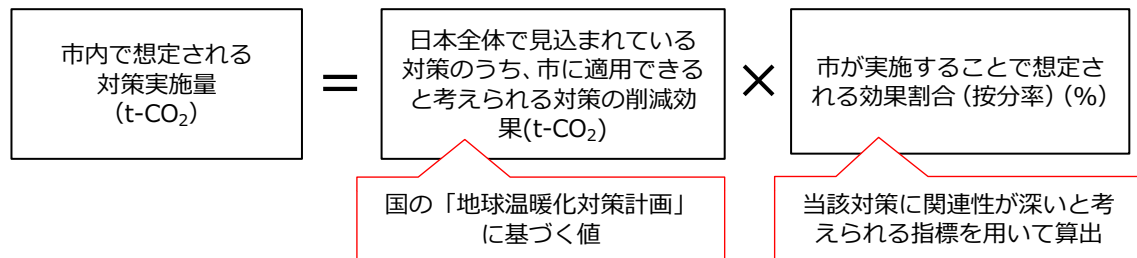 市内で想定される
対策実施量
(t-CO₂)
=
日本全体で見込まれている
対策のうち、市に適用できる
と考えられる対策の削減効
果(t-CO₂)
×
市が実施することで想定さ
れる効果割合(按分率)(%)
国の「地球温暖化対策計画」
に基づく値
当該対策に関連性が深いと考
えられる指標を用いて算出